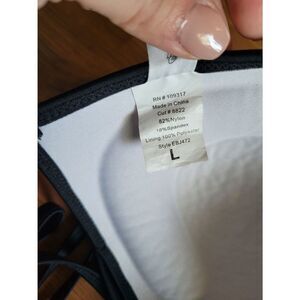 RN # 109317
Made in China
Cut # 8822
82%Nylon
18%Spandex
Lining:100% Polyester
Style EBJ472
L